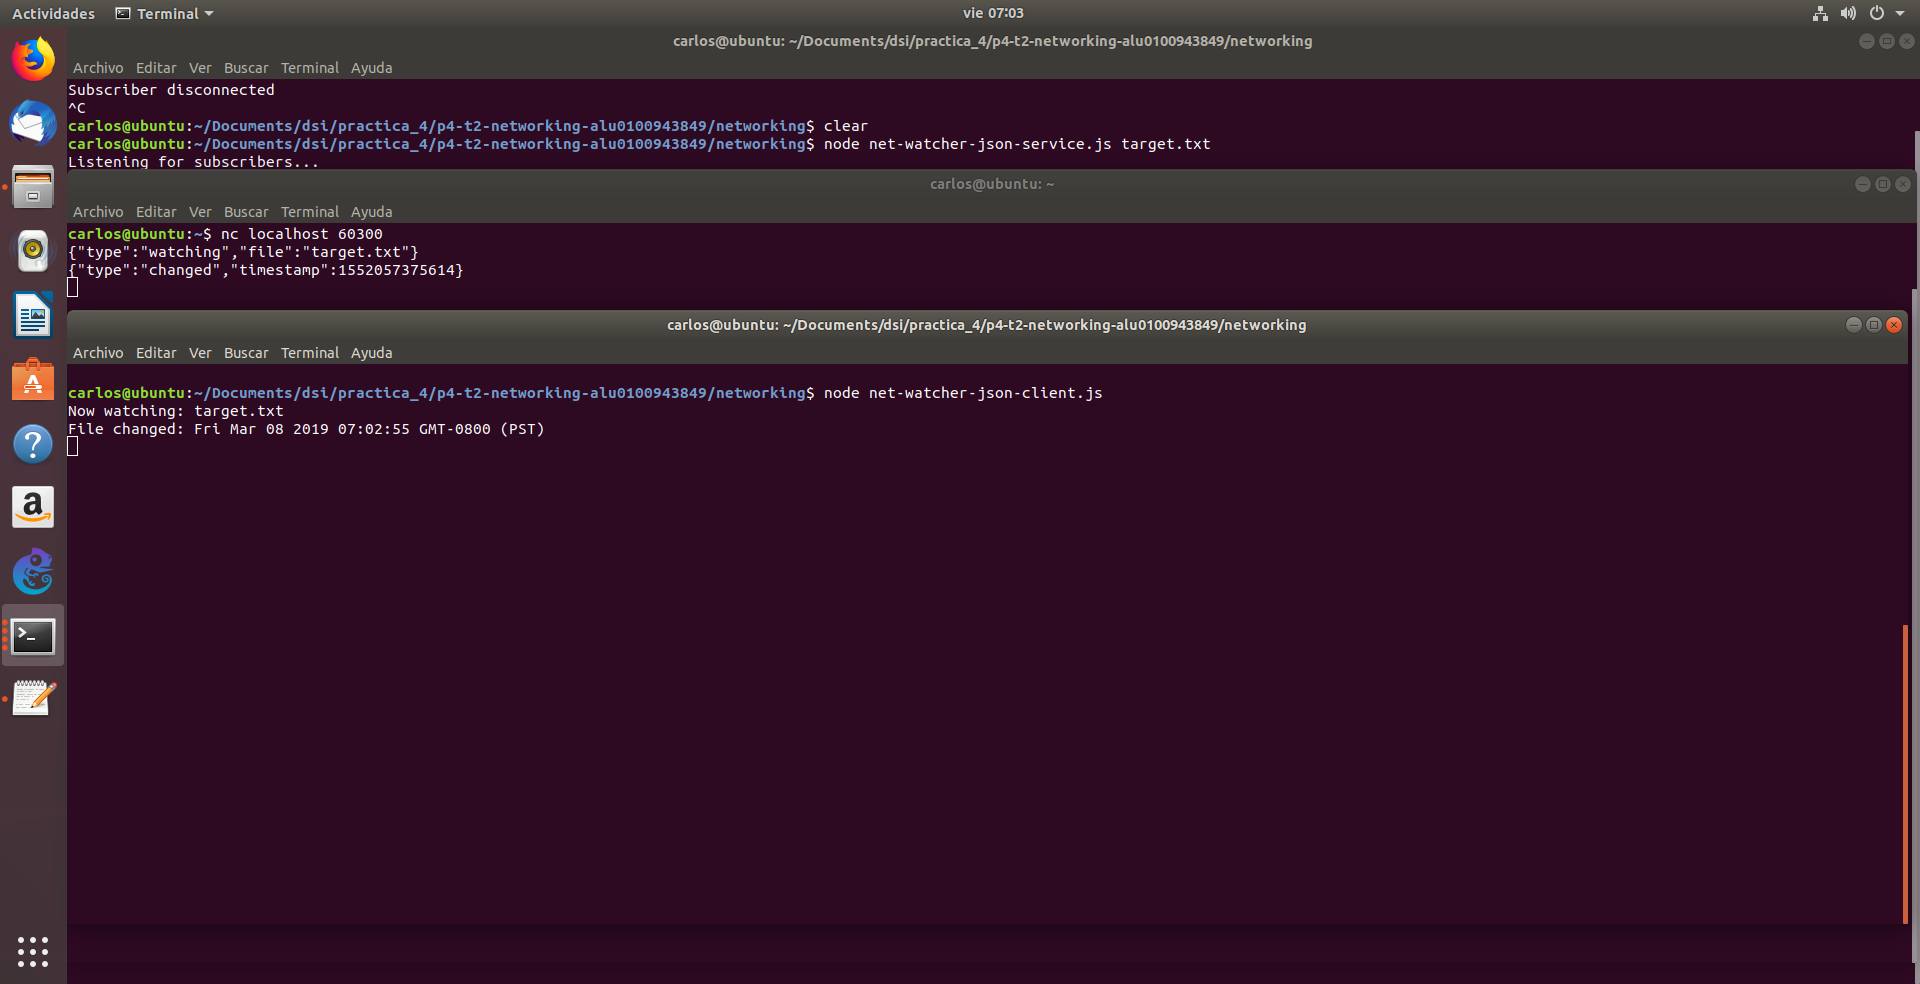 Actividades Terminal vie 07:03
carlos@ubuntu: ~/Documents/dsi/practica_4/p4-t2-networking-alu0100943849/networking
Archivo Editar Ver Buscar Terminal Ayuda
Subscriber disconnected
^C
carlos@ubuntu:~/Documents/dsi/practica_4/p4-t2-networking-alu0100943849/networking$ clear
carlos@ubuntu:~/Documents/dsi/practica_4/p4-t2-networking-alu0100943849/networking$ node net-watcher-json-service.js target.txt
Listening for subscribers...
carlos@ubuntu: ~
Archivo Editar Ver Buscar Terminal Ayuda
carlos@ubuntu:~$ nc localhost 60300
{"type":"watching","file":"target.txt"}
{"type":"changed","timestamp":1552057375614}
carlos@ubuntu: ~/Documents/dsi/practica_4/p4-t2-networking-alu0100943849/networking
Archivo Editar Ver Buscar Terminal Ayuda
carlos@ubuntu:~/Documents/dsi/practica_4/p4-t2-networking-alu0100943849/networking$ node net-watcher-json-client.js
Now watching: target.txt
File changed: Fri Mar 08 2019 07:02:55 GMT-0800 (PST)